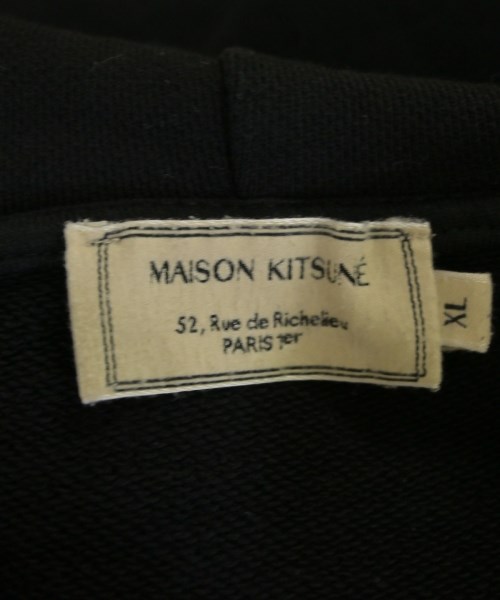 MAISON KITSUNÉ
52, Rue de Richelieu
PARIS 1er
XL